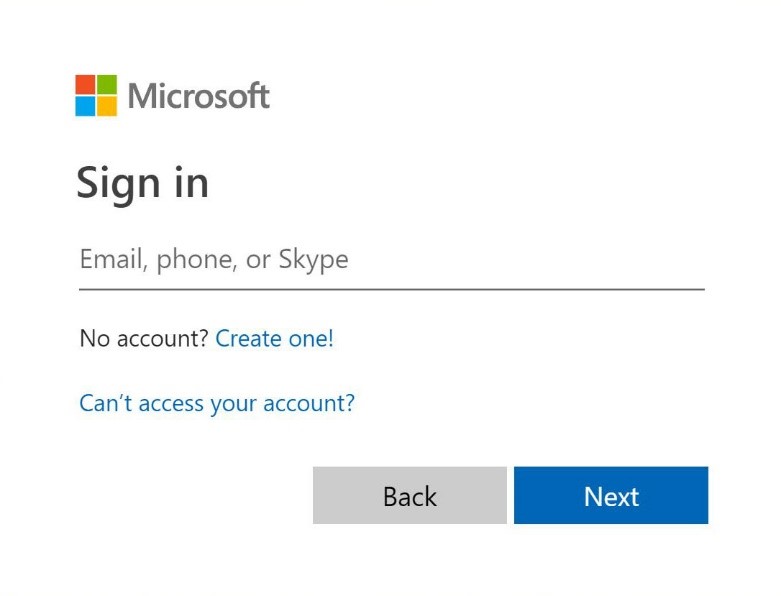 Microsoft
Sign in
Email, phone, or Skype
No account? Create one!
Can’t access your account?
Back Next